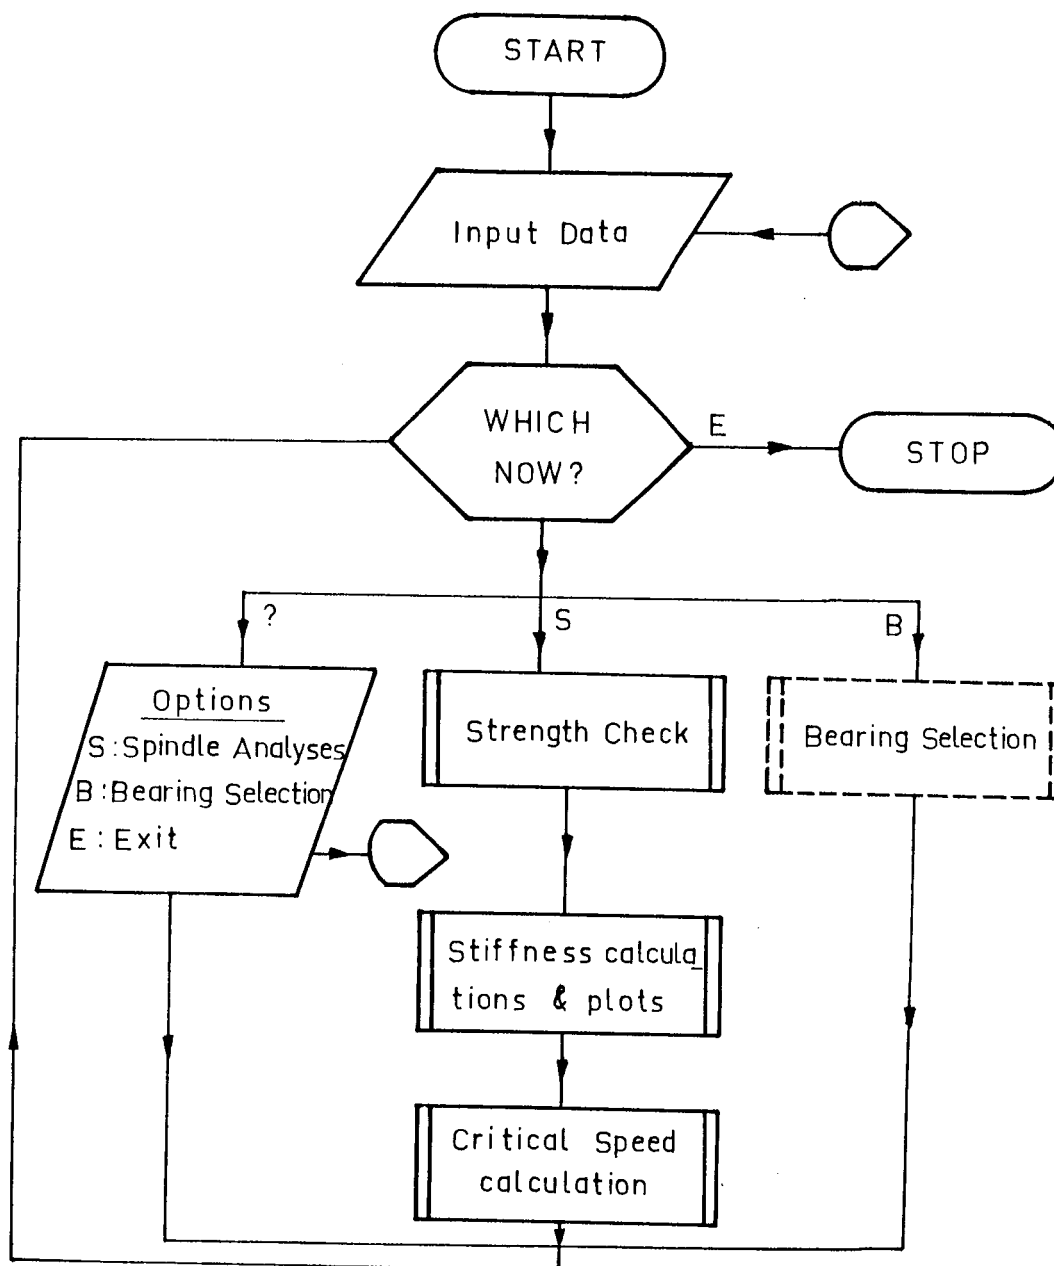 START
Input Data
WHICH
NOW?
E
STOP
?
S
B
Options
S:Spindle Analyses
B:Bearing Selection
E:Exit
Strength Check
Bearing Selection
Stiffness calcula_
tions & plots
Critical Speed
calculation